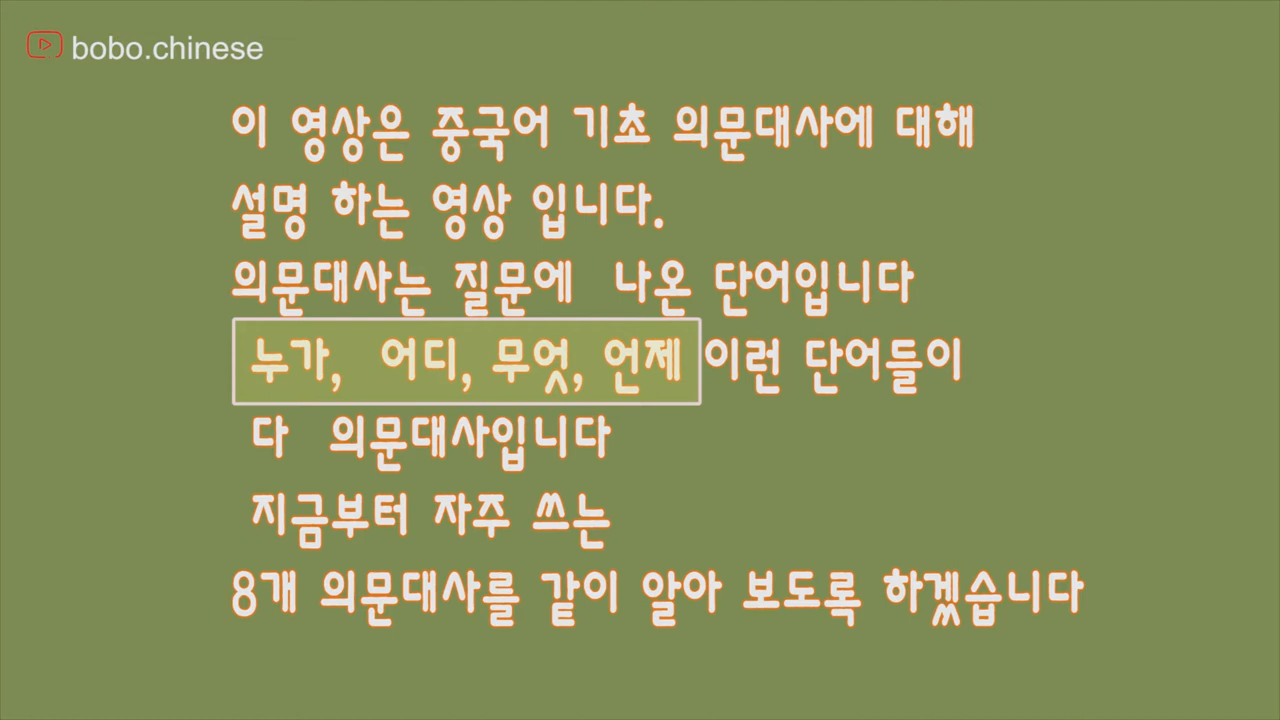 bobo.chinese
이 영상은 중국어 기초 의문대사에 대해
설명 하는 영상 입니다.
의문대사는 질문에 나온 단어입니다
누가, 어디, 무엇, 언제 이런 단어들이
다 의문대사입니다
지금부터 자주 쓰는
8개 의문대사를 같이 알아 보도록 하겠습니다